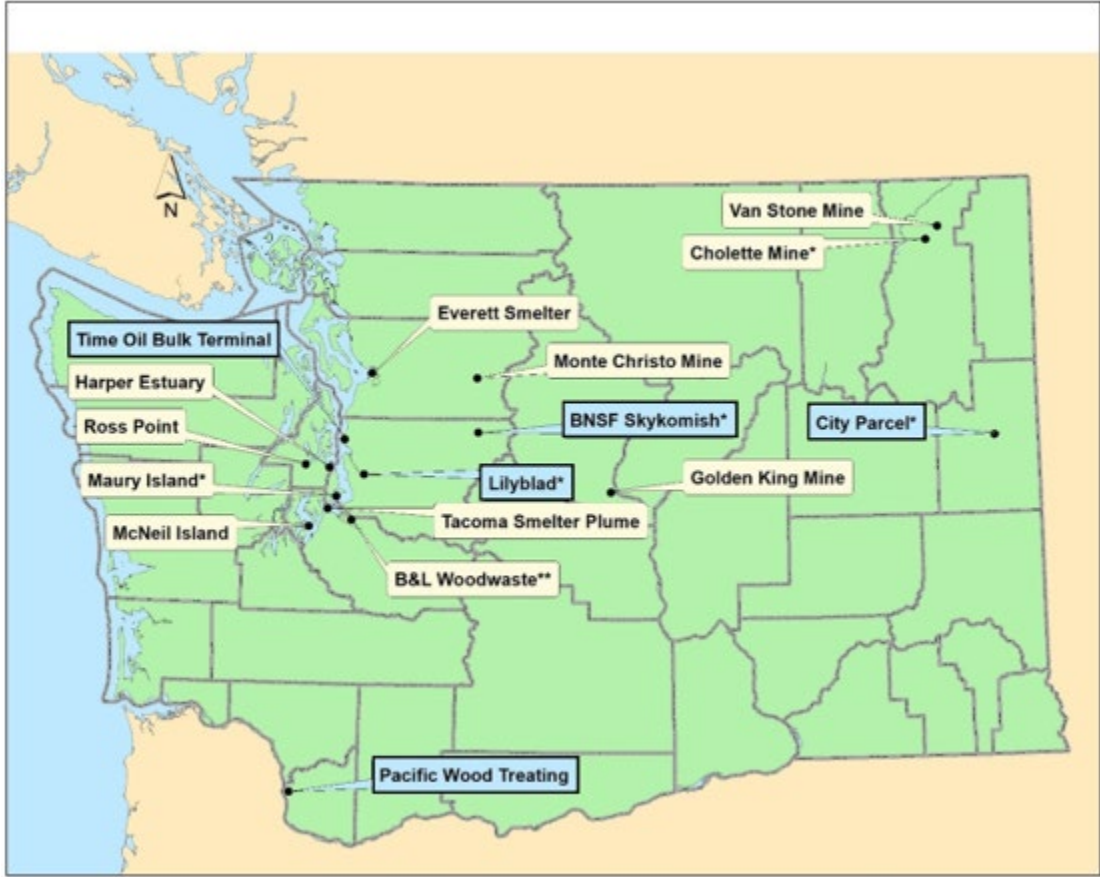 N
Van Stone Mine
Cholette Mine*
Everett Smelter
Time Oil Bulk Terminal
Monte Christo Mine
Harper Estuary
BNSF Skykomish*
City Parcel*
Ross Point
Golden King Mine
Maury Island*
Lilyblad*
Tacoma Smelter Plume
McNeil Island
B&L Woodwaste**
Pacific Wood Treating